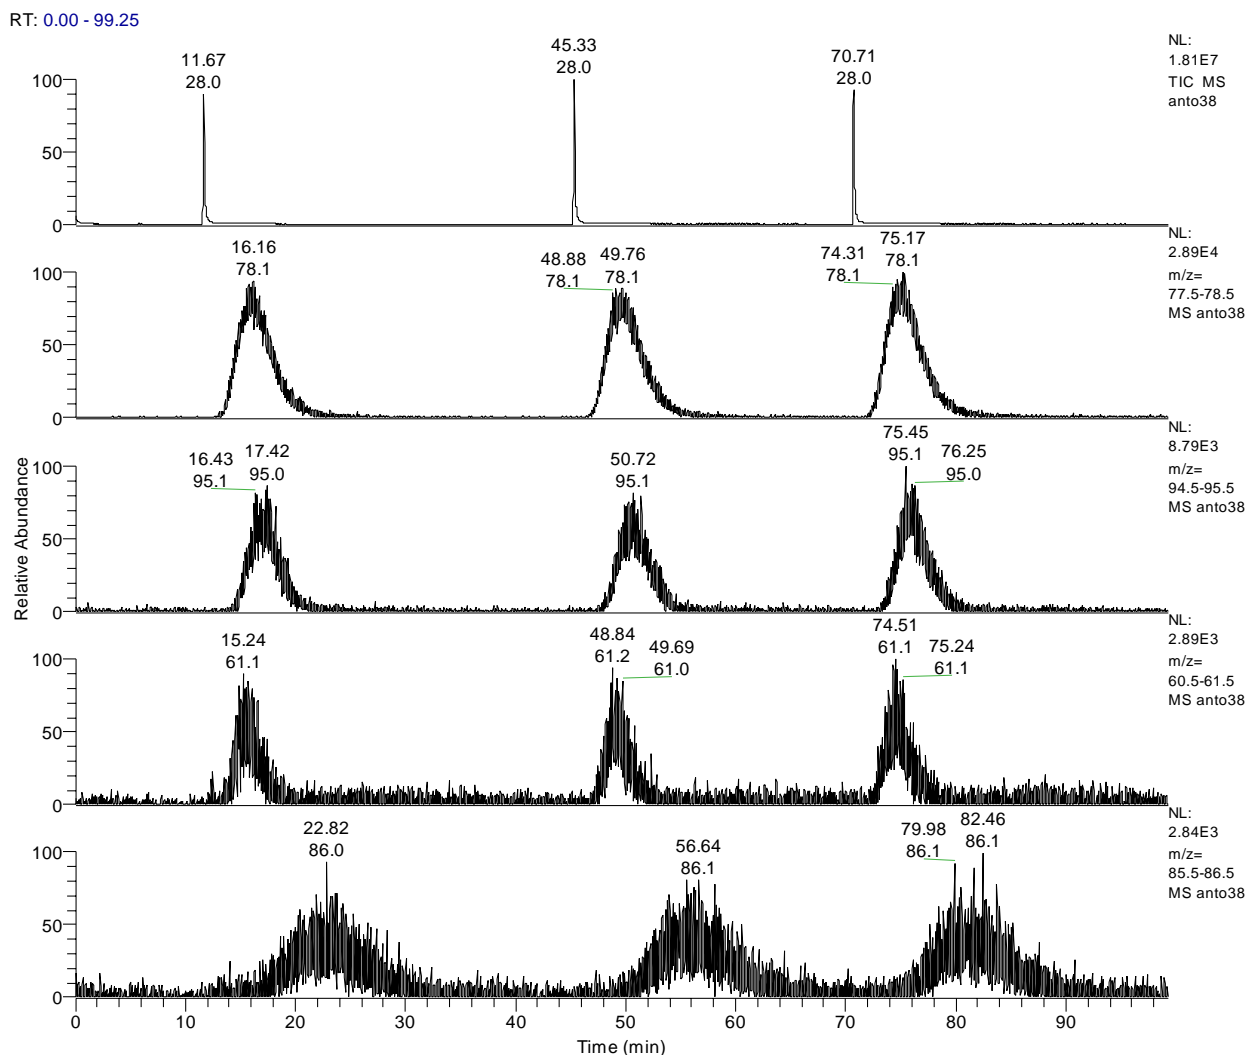 RT: 0.00 - 99.25
NL:
1.81E7
TIC MS
anto38
11.67
28.0
45.33
28.0
70.71
28.0
100
50
0
NL:
2.89E4
m/z=
77.5-78.5
MS anto38
16.16
78.1
48.88
78.1
49.76
78.1
74.31
78.1
75.17
78.1
100
50
0
NL:
8.79E3
m/z=
94.5-95.5
MS anto38
16.43
95.1
17.42
95.0
50.72
95.1
75.45
95.1
76.25
95.0
100
50
0
Relative Abundance
NL:
2.89E3
m/z=
60.5-61.5
MS anto38
15.24
61.1
48.84
61.2
49.69
61.0
74.51
61.1
75.24
61.1
100
50
0
NL:
2.84E3
m/z=
85.5-86.5
MS anto38
22.82
86.0
56.64
86.1
79.98
86.1
82.46
86.1
100
50
0
0 10 20 30 40 50 60 70 80 90
Time (min)